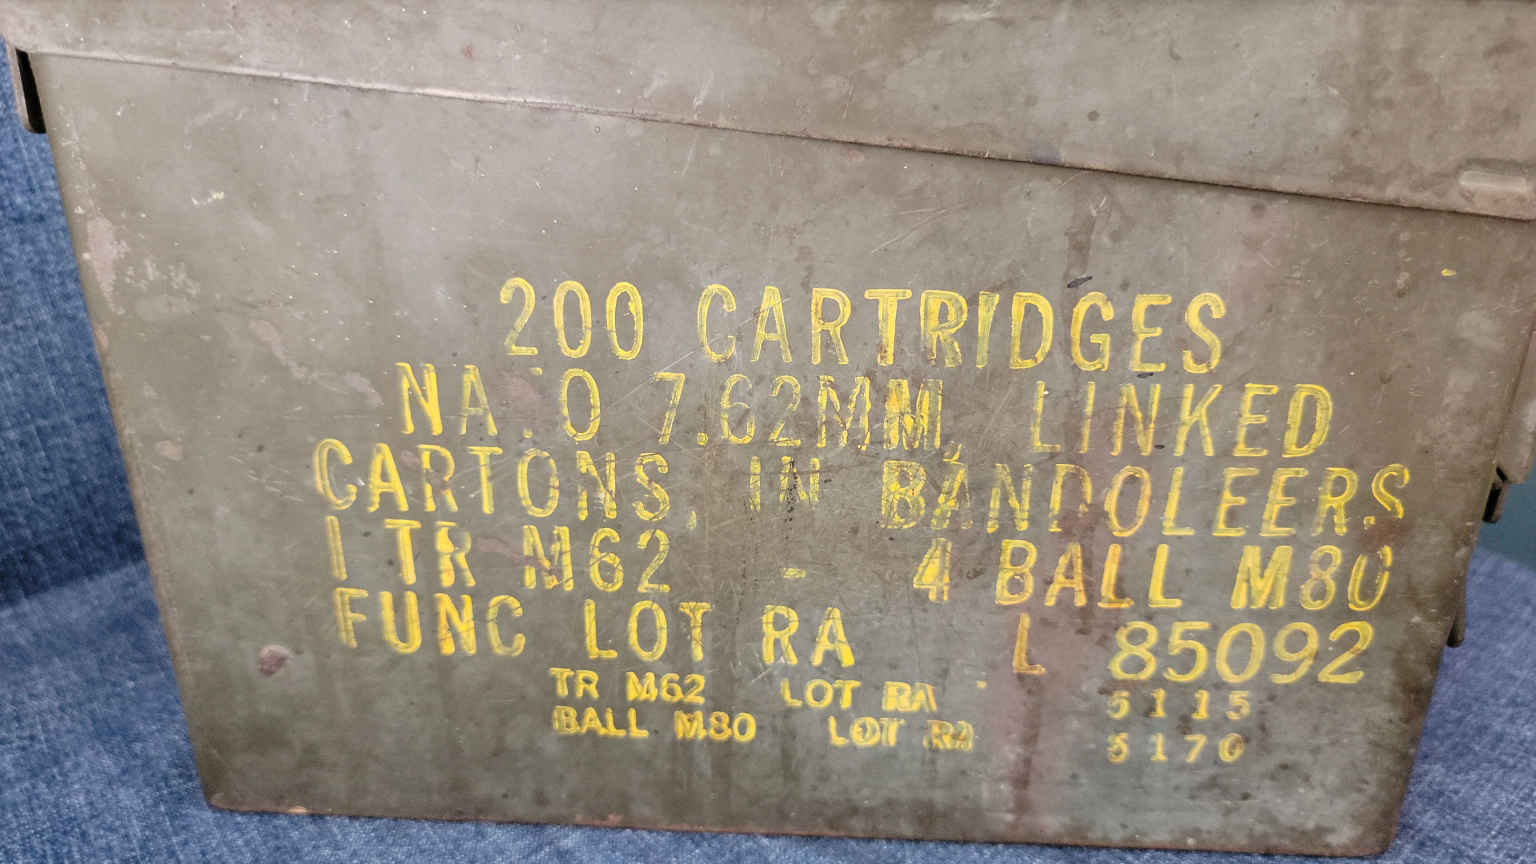 200 CARTRIDGES
NATO 7.62MM, LINKED
CARTONS, IN BANDOLEERS
1 TR M62 - 4 BALL M80
FUNC LOT RA L 85092
TR M62 LOT RA 5115
BALL M80 LOT RA 5170